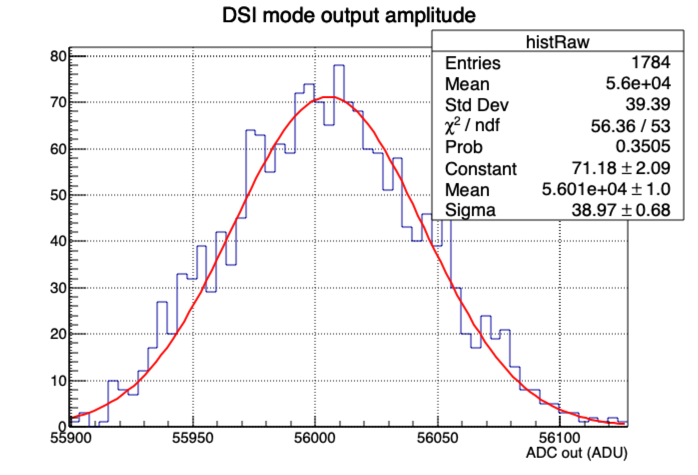 DSI mode output amplitude
histRaw
Entries 1784
Mean 5.6e+04
Std Dev 39.39
χ² / ndf 56.36 / 53
Prob 0.3505
Constant 71.18 ± 2.09
Mean 5.601e+04 ± 1.0
Sigma 38.97 ± 0.68
80
70
60
50
40
30
20
10
0
55900 55950 56000 56050 56100
ADC out (ADU)